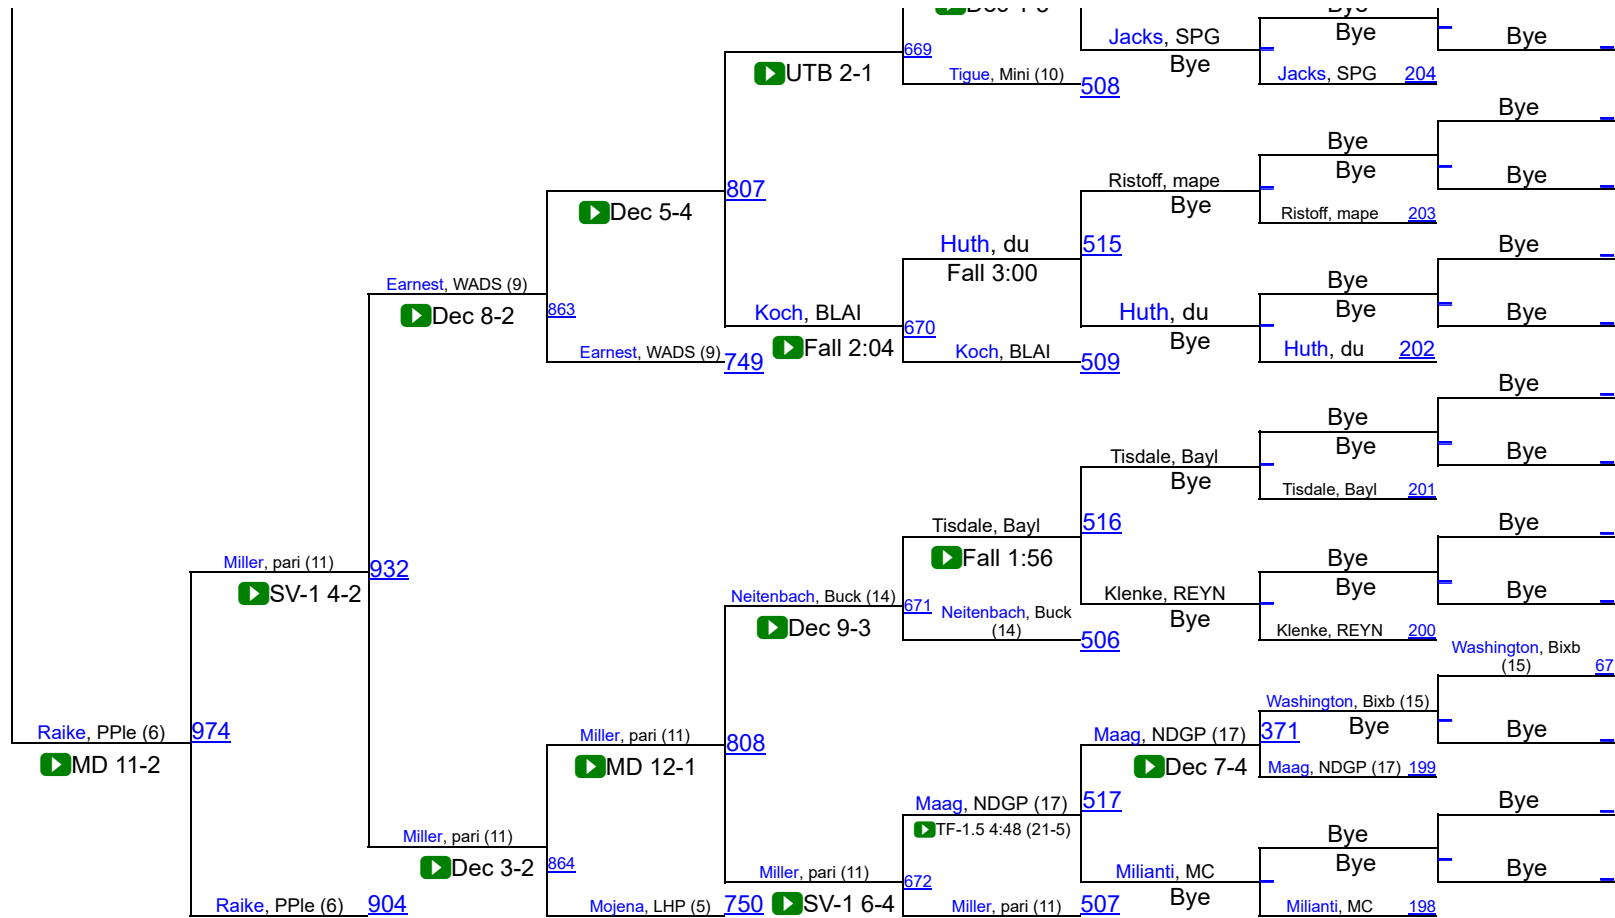 Jacks, SPG
Bye
Bye
669
Tigue, Mini (10)
508
UTB 2-1
Bye
Jacks, SPG 204
Bye
Bye
Bye
Bye
Ristoff, mape
Bye
Bye
Ristoff, mape 203
807
Dec 5-4
Bye
Huth, du
515
Fall 3:00
Bye
Bye
Earnest, WADS (9)
Dec 8-2
863
Koch, BLAI
670
Huth, du
Bye
Bye
Earnest, WADS (9) 749
Fall 2:04
Koch, BLAI
509
Huth, du 202
Bye
Bye
Bye
Tisdale, Bayl
Bye
Bye
Tisdale, Bayl 201
Tisdale, Bayl
516
Bye
Fall 1:56
Bye
Bye
Miller, pari (11)
932
SV-1 4-2
Neitenbach, Buck (14)
671
Dec 9-3
Neitenbach, Buck
(14)
506
Klenke, REYN
Bye
Bye
Klenke, REYN 200
Washington, Bixb
(15) 67
Washington, Bixb (15)
371
Bye
Bye
Raike, PPle (6)
974
MD 11-2
Miller, pari (11)
808
MD 12-1
Maag, NDGP (17)
Dec 7-4
Maag, NDGP (17) 199
Maag, NDGP (17)
517
TF-1.5 4:48 (21-5)
Bye
Bye
Miller, pari (11)
864
Dec 3-2
Miller, pari (11)
672
Milianti, MC
Bye
Bye
Bye
Raike, PPle (6) 904
Mojena, LHP (5) 750
SV-1 6-4
Miller, pari (11) 507
Milianti, MC 198